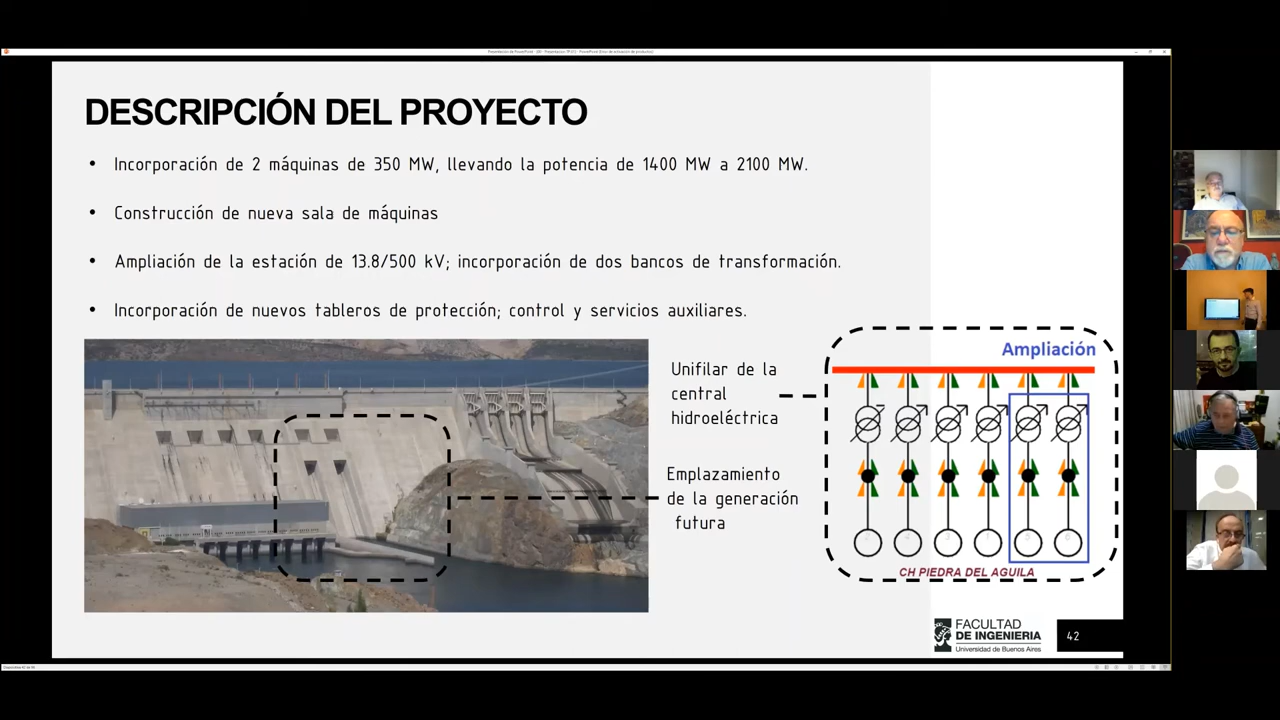 DESCRIPCIÓN DEL PROYECTO
• Incorporación de 2 máquinas de 350 MW, llevando la potencia de 1400 MW a 2100 MW.
• Construcción de nueva sala de máquinas
• Ampliación de la estación de 13.8/500 kV; incorporación de dos bancos de transformación.
• Incorporación de nuevos tableros de protección; control y servicios auxiliares.
Unifilar de la
central
hidroeléctrica
Emplazamiento
de la generación
futura
Ampliación
CH PIEDRA DEL AGUILA
FACULTAD
DE INGENIERIA
Universidad de Buenos Aires
42